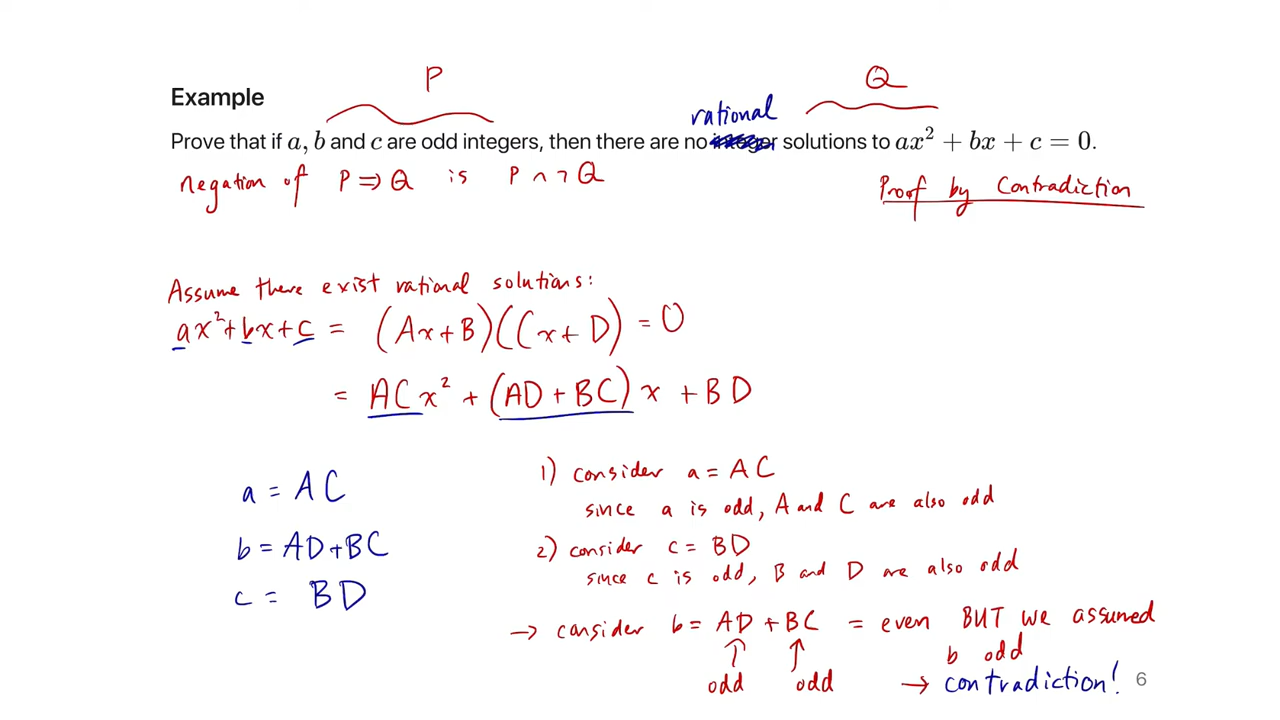 P
Q
Example
rational
Prove that if a, b and c are odd integers, then there are no integer solutions to ax² + bx + c = 0.
negation of P ⇒ Q is P ∧ ¬ Q
Proof by Contradiction
Assume there exist rational solutions:
ax² + bx + c = (Ax + B)(Cx + D) = 0
= ACx² + (AD + BC)x + BD
a = AC
b = AD + BC
c = BD
1) consider a = AC
since a is odd, A and C are also odd
2) consider c = BD
since c is odd, B and D are also odd
→ consider b = AD + BC = even BUT we assumed
b odd
↑ ↑
odd odd → contradiction!
6